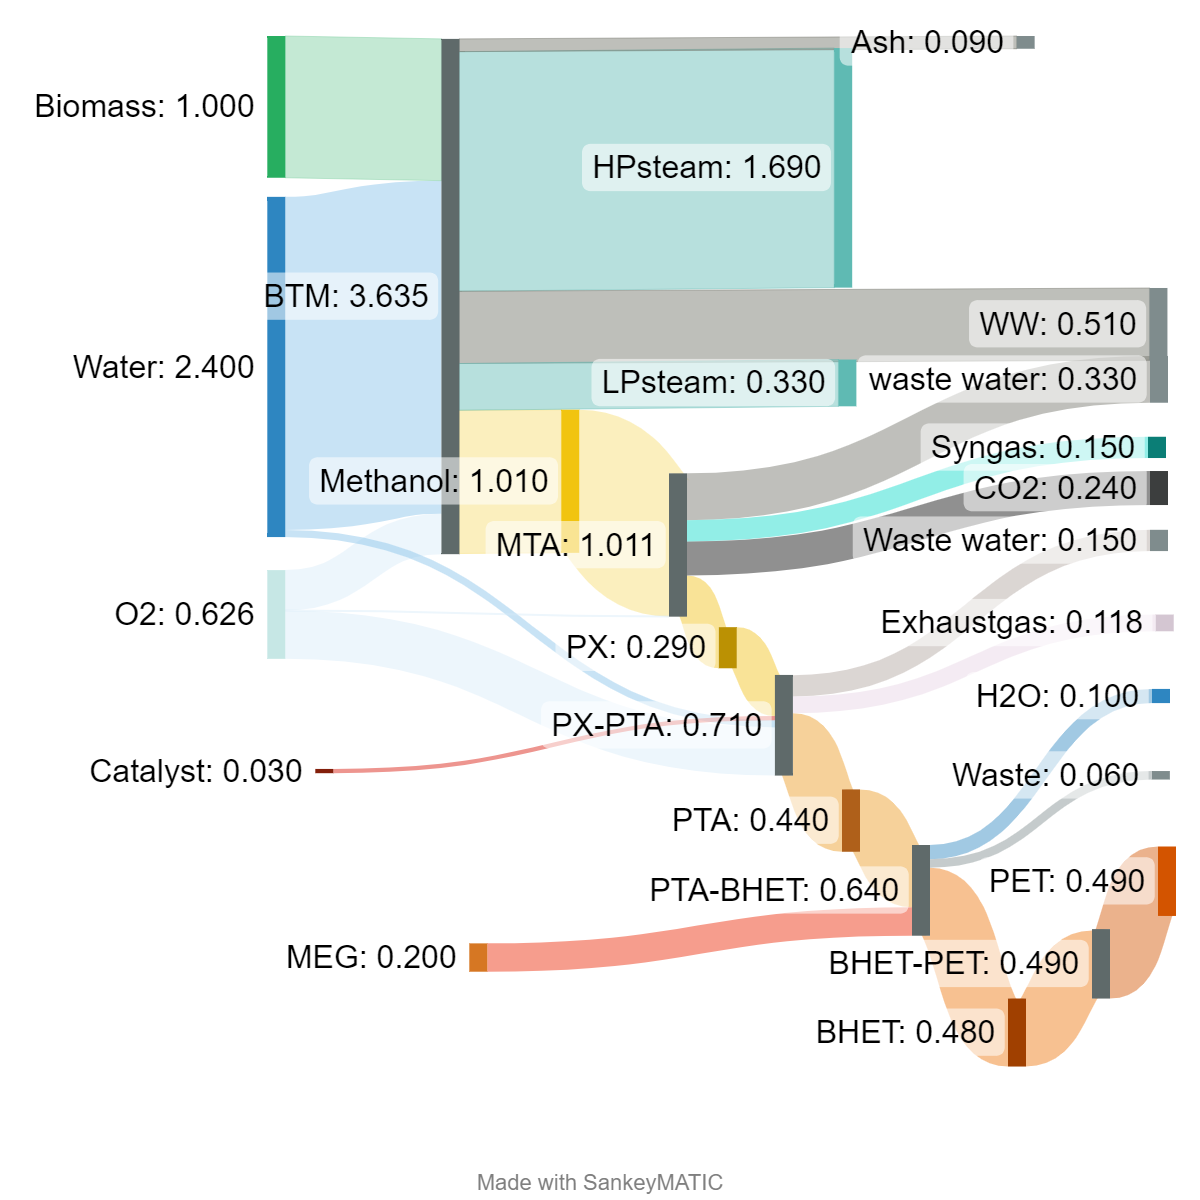 Ash: 0.090
Biomass: 1.000
HPsteam: 1.690
BTM: 3.635
WW: 0.510
Water: 2.400
LPsteam: 0.330
waste water: 0.330
Syngas: 0.150
Methanol: 1.010
CO2: 0.240
MTA: 1.011
Waste water: 0.150
O2: 0.626
Exhaustgas: 0.118
PX: 0.290
H2O: 0.100
PX-PTA: 0.710
Catalyst: 0.030
Waste: 0.060
PTA: 0.440
PET: 0.490
PTA-BHET: 0.640
MEG: 0.200
BHET-PET: 0.490
BHET: 0.480
Made with SankeyMATIC